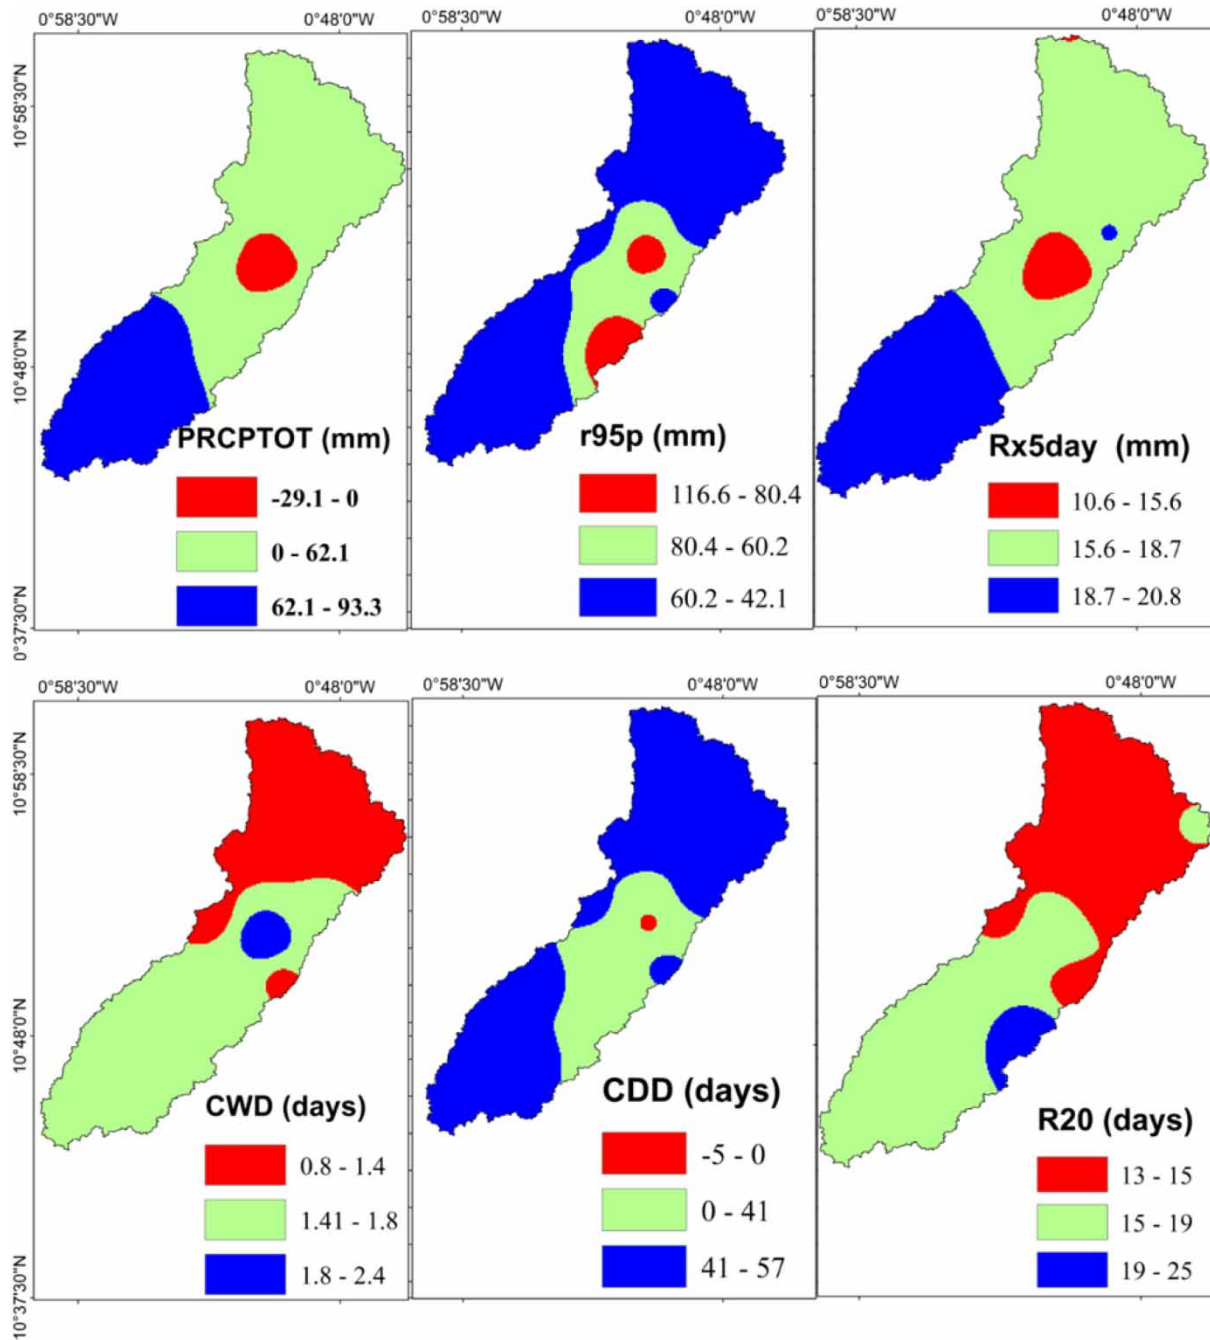 0°58'30"W 0°48'0"W 0°58'30"W 0°48'0"W 0°58'30"W 0°48'0"W
10°58'30"N
10°48'0"N
0°37'30"N
PRCPTOT (mm)
-29.1 - 0
0 - 62.1
62.1 - 93.3
r95p (mm)
116.6 - 80.4
80.4 - 60.2
60.2 - 42.1
Rx5day (mm)
10.6 - 15.6
15.6 - 18.7
18.7 - 20.8
0°58'30"W 0°48'0"W 0°58'30"W 0°48'0"W 0°58'30"W 0°48'0"W
10°58'30"N
10°48'0"N
10°37'30"N
CWD (days)
0.8 - 1.4
1.41 - 1.8
1.8 - 2.4
CDD (days)
-5 - 0
0 - 41
41 - 57
R20 (days)
13 - 15
15 - 19
19 - 25